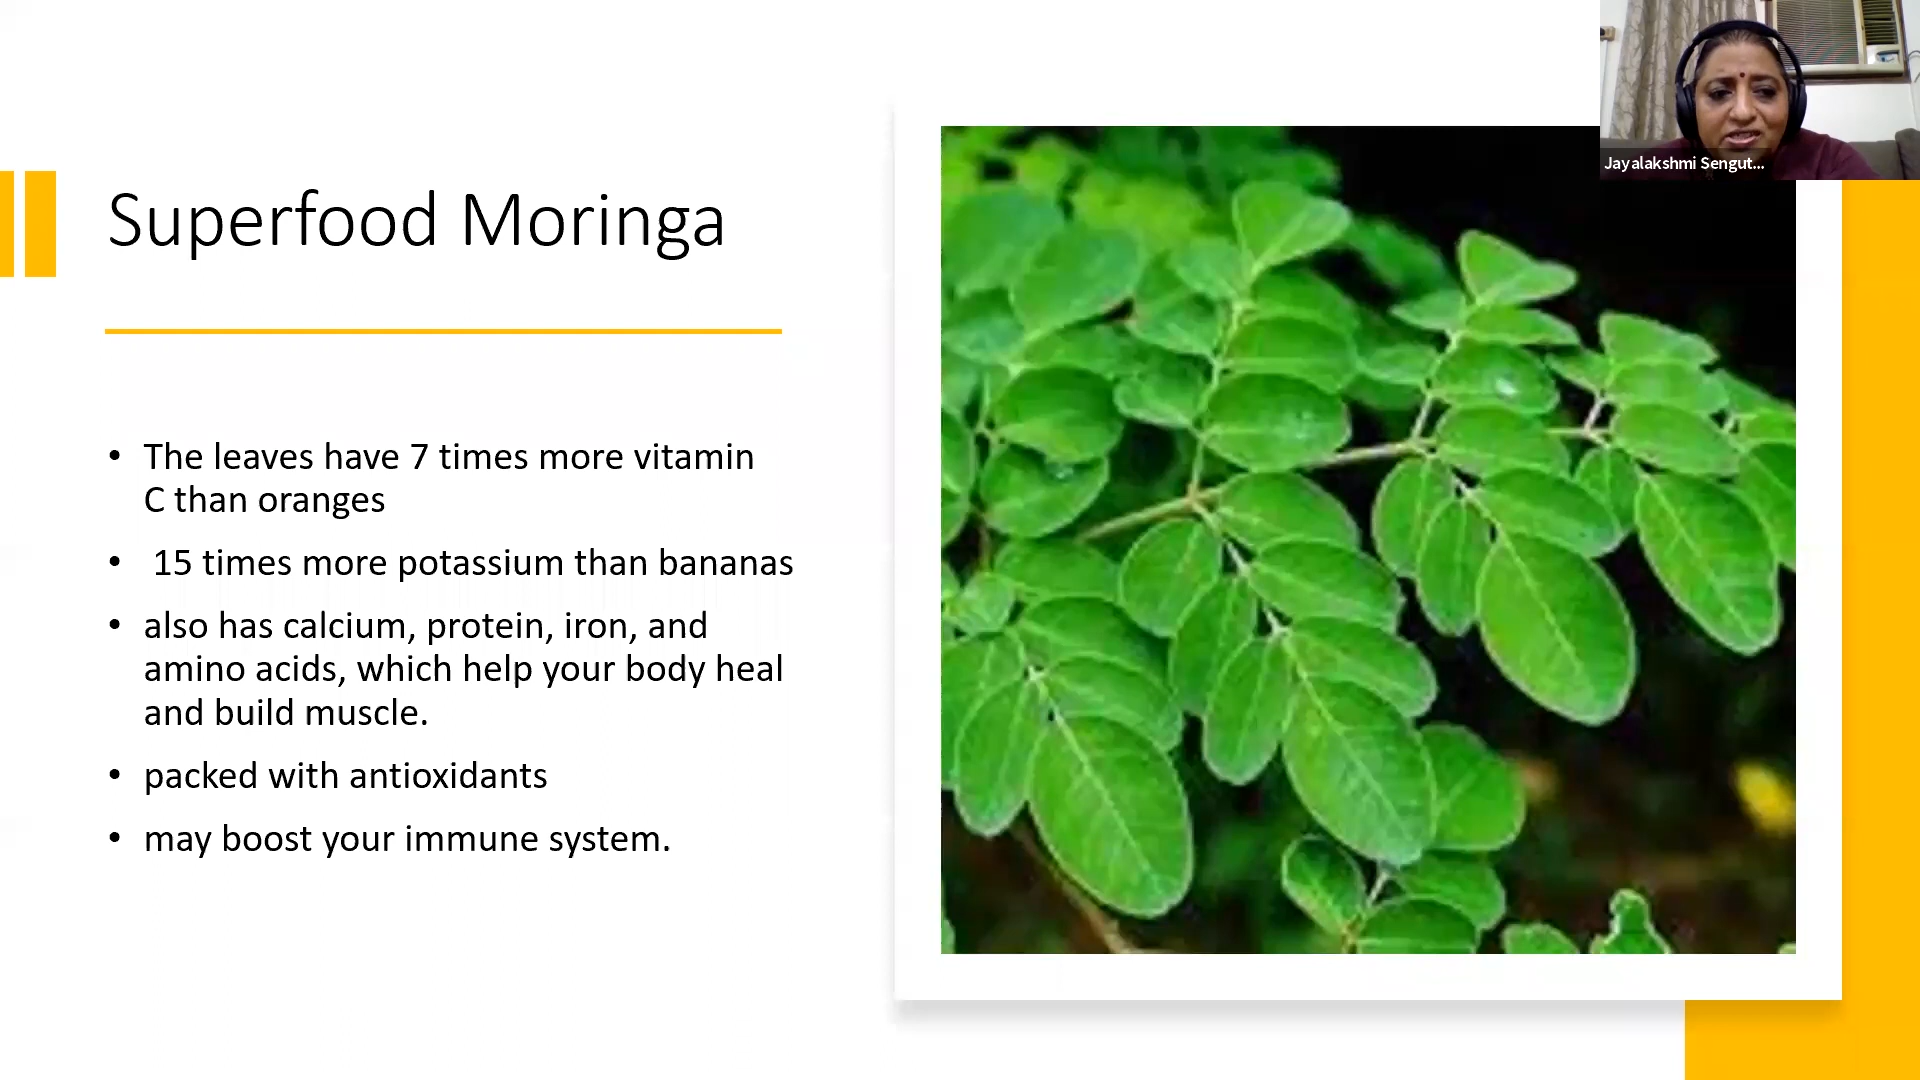 Jayalakshmi Sengut...
Superfood Moringa
• The leaves have 7 times more vitamin
C than oranges
• 15 times more potassium than bananas
• also has calcium, protein, iron, and
amino acids, which help your body heal
and build muscle.
• packed with antioxidants
• may boost your immune system.